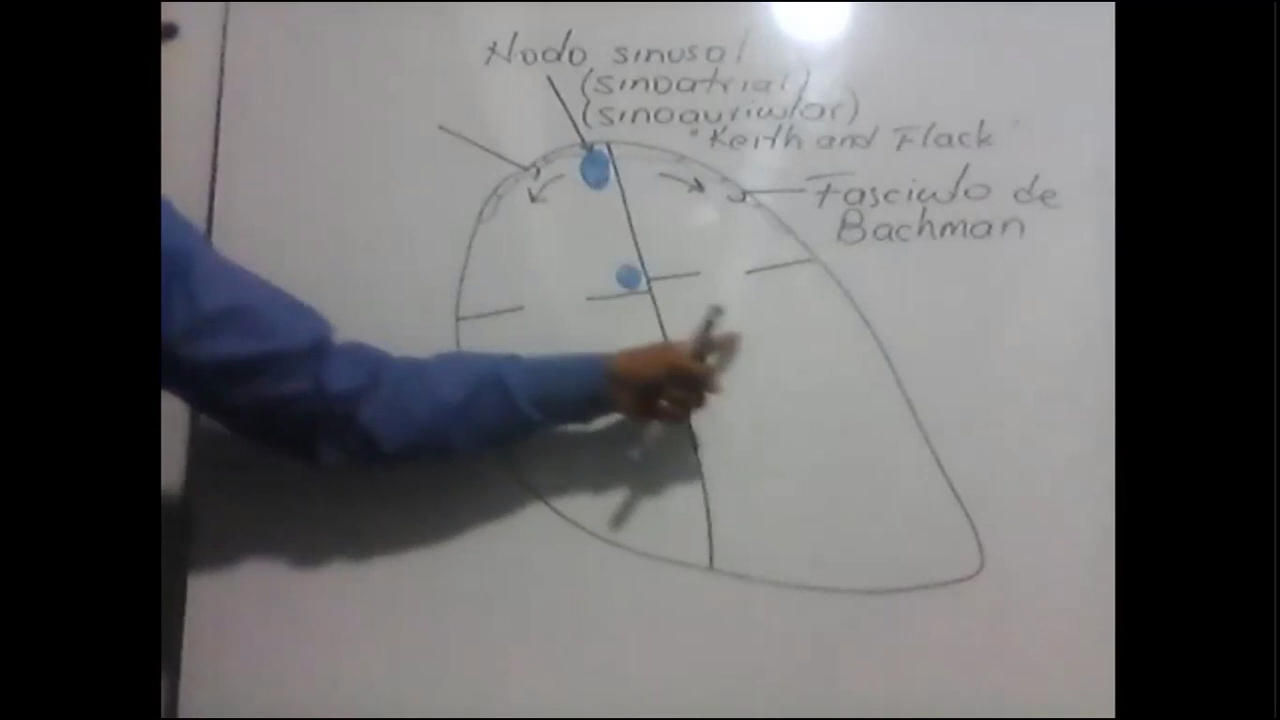 Nodo sinusal
(sinoatrial)
(sinoauricular)
"Keith and Flack"
Fasciculo de
Bachman